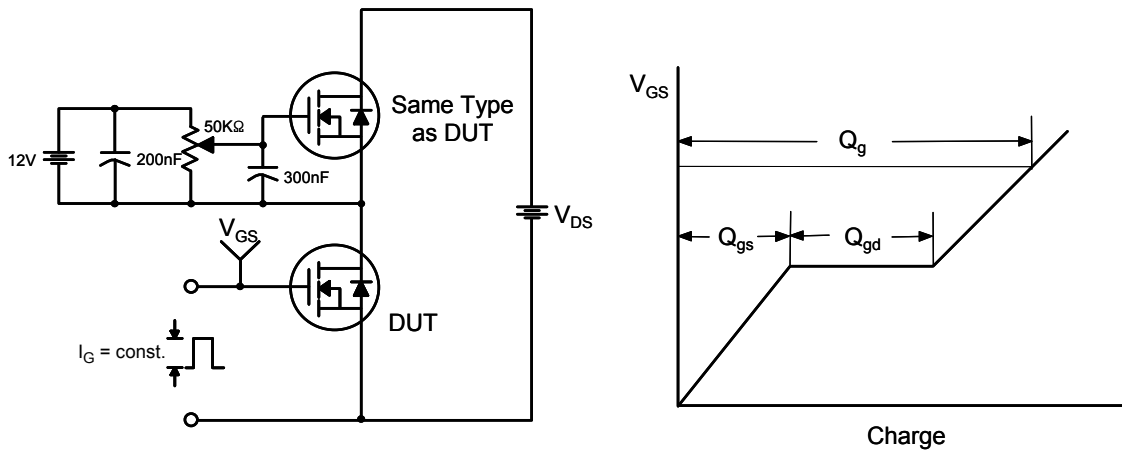 Same Type
as DUT
50KΩ
12V
200nF
300nF
V_GS
V_DS
DUT
I_G = const.
V_GS
Q_g
Q_gs
Q_gd
Charge